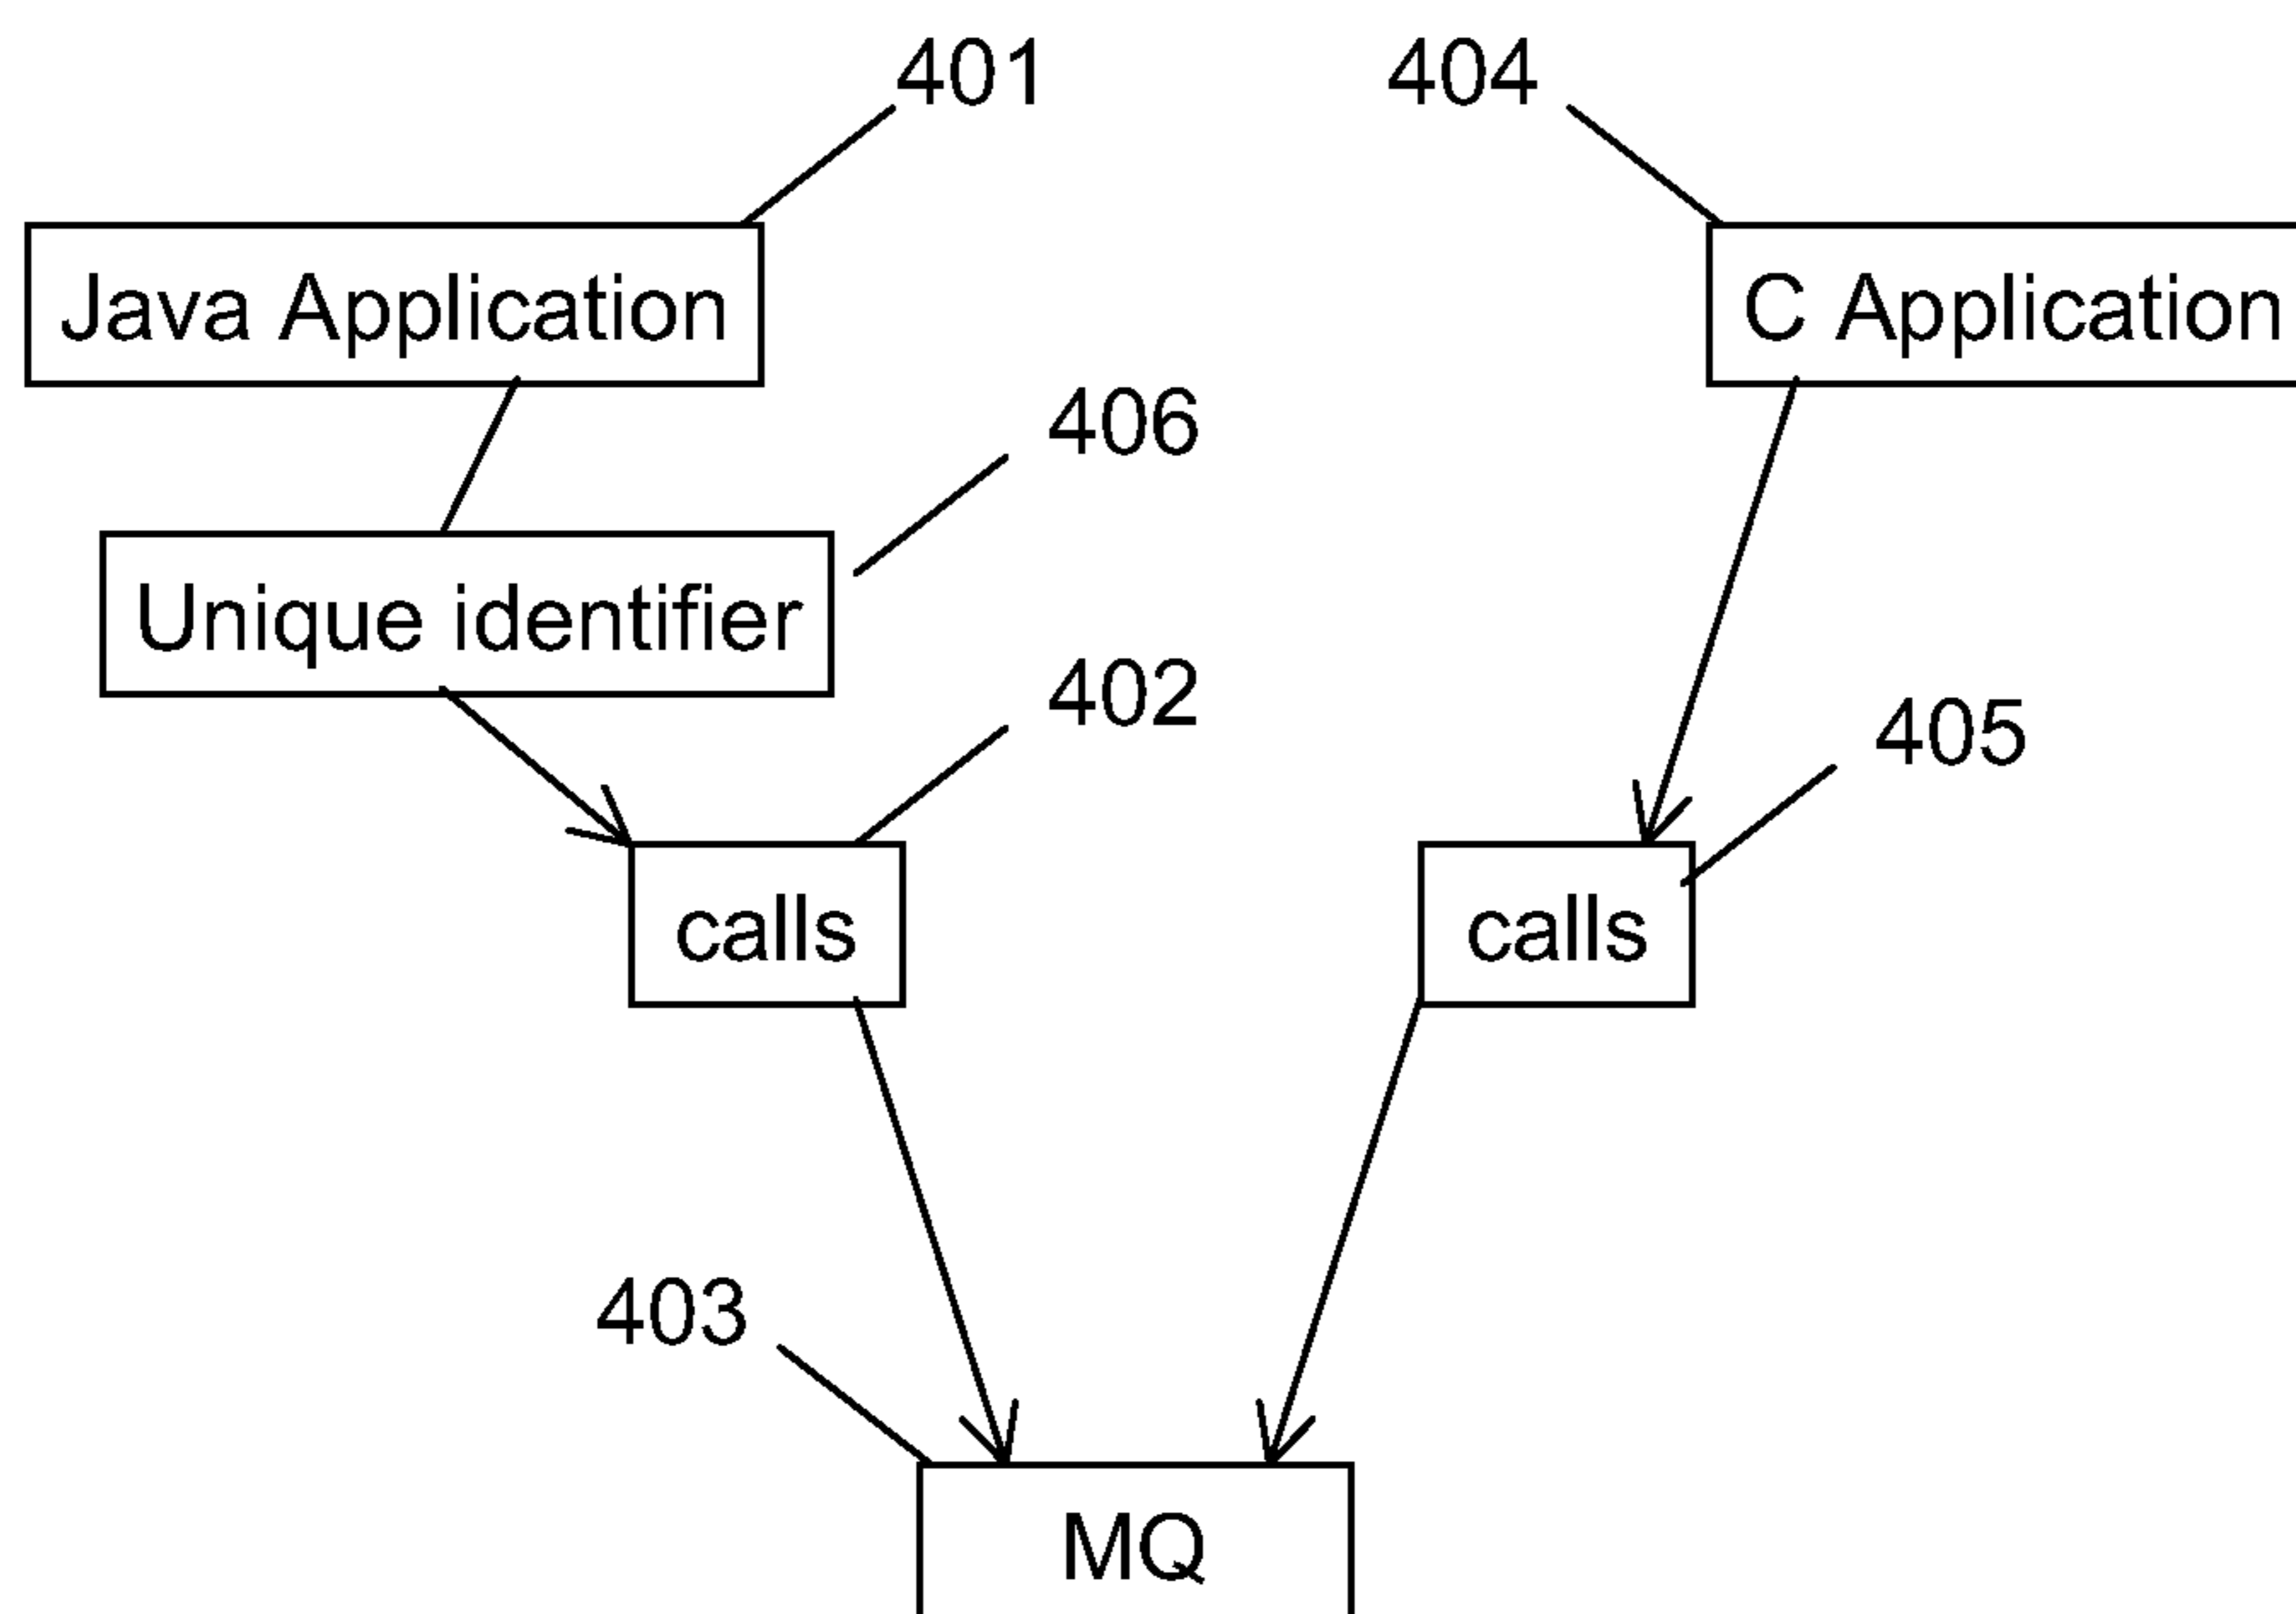 401
404
Java Application
C Application
406
Unique identifier
402
405
calls
calls
403
MQ